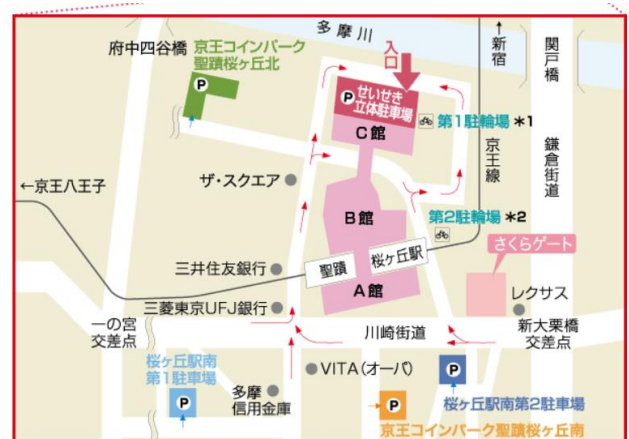 多摩川
府中四谷橋
京王コインパーク
聖蹟桜ヶ丘北
P
入口
↑新宿
関戸橋
P せいせき
立体駐車場
C館
第1駐輪場 *1
京王線
鎌倉街道
ザ・スクエア
←京王八王子
B館
第2駐輪場 *2
さくらゲート
三井住友銀行
聖蹟
桜ヶ丘駅
A館
三菱東京UFJ銀行
レクサス
一の宮
交差点
川崎街道
新大栗橋
交差点
桜ヶ丘駅南
第1駐車場
P
VITA(オーパ)
P
多摩
信用金庫
P
桜ヶ丘駅南第2駐車場
京王コインパーク聖蹟桜ヶ丘南